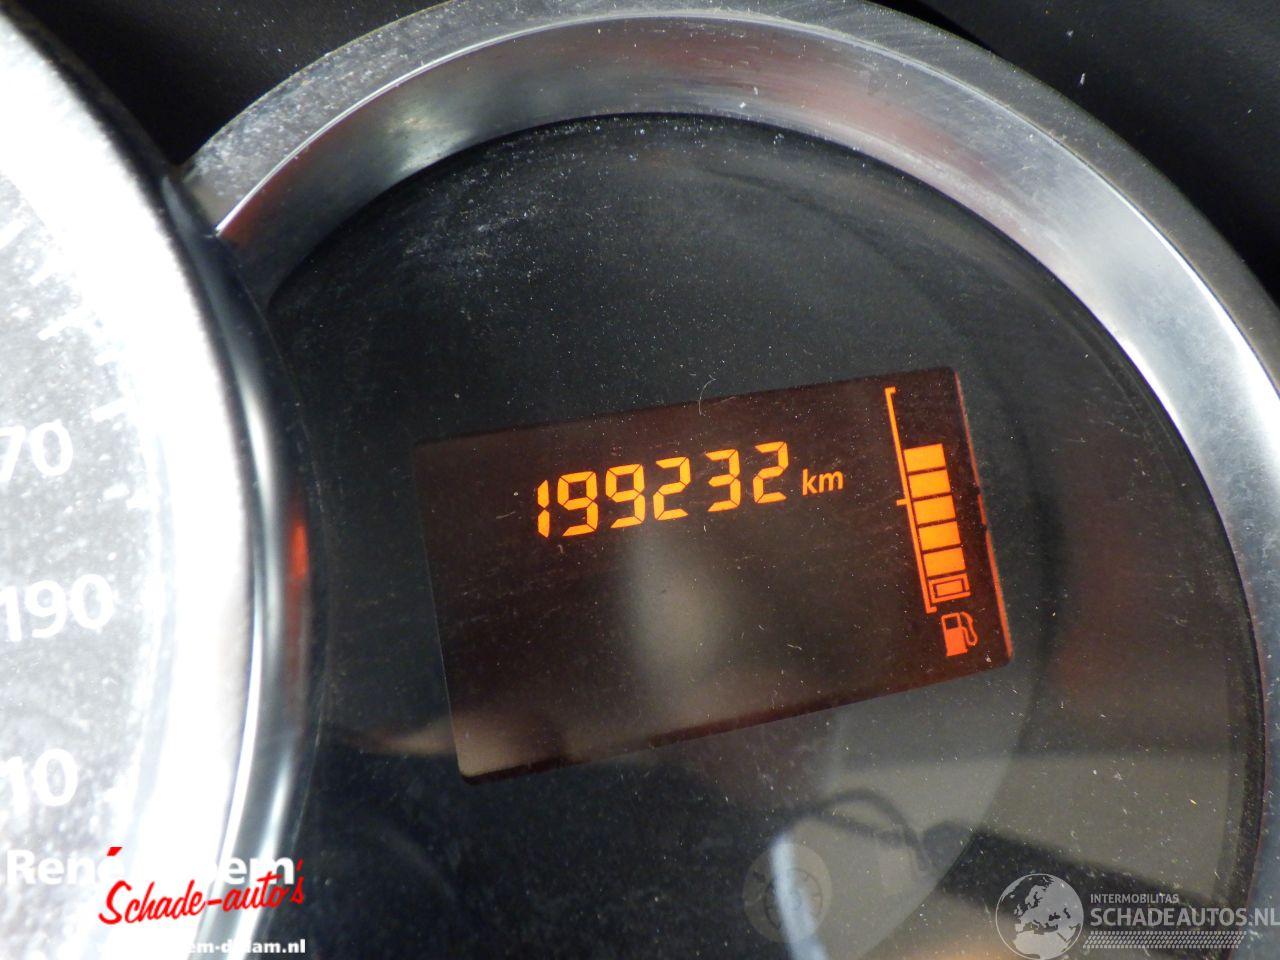 199232 km
70
190
10
Schade-auto's
INTERMOBILITAS
SCHADEAUTOS.NL